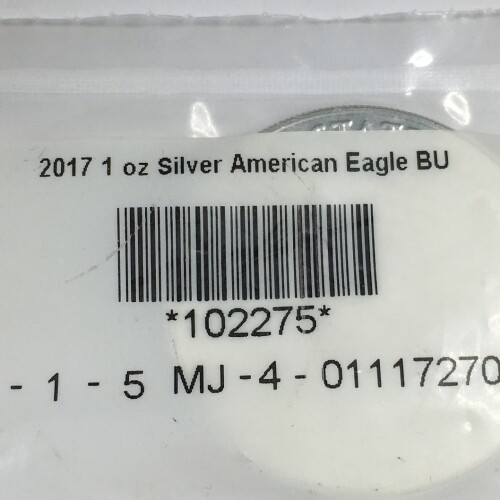 2017 1 oz Silver American Eagle BU
*102275*
- 1 - 5 MJ - 4 - 01117270